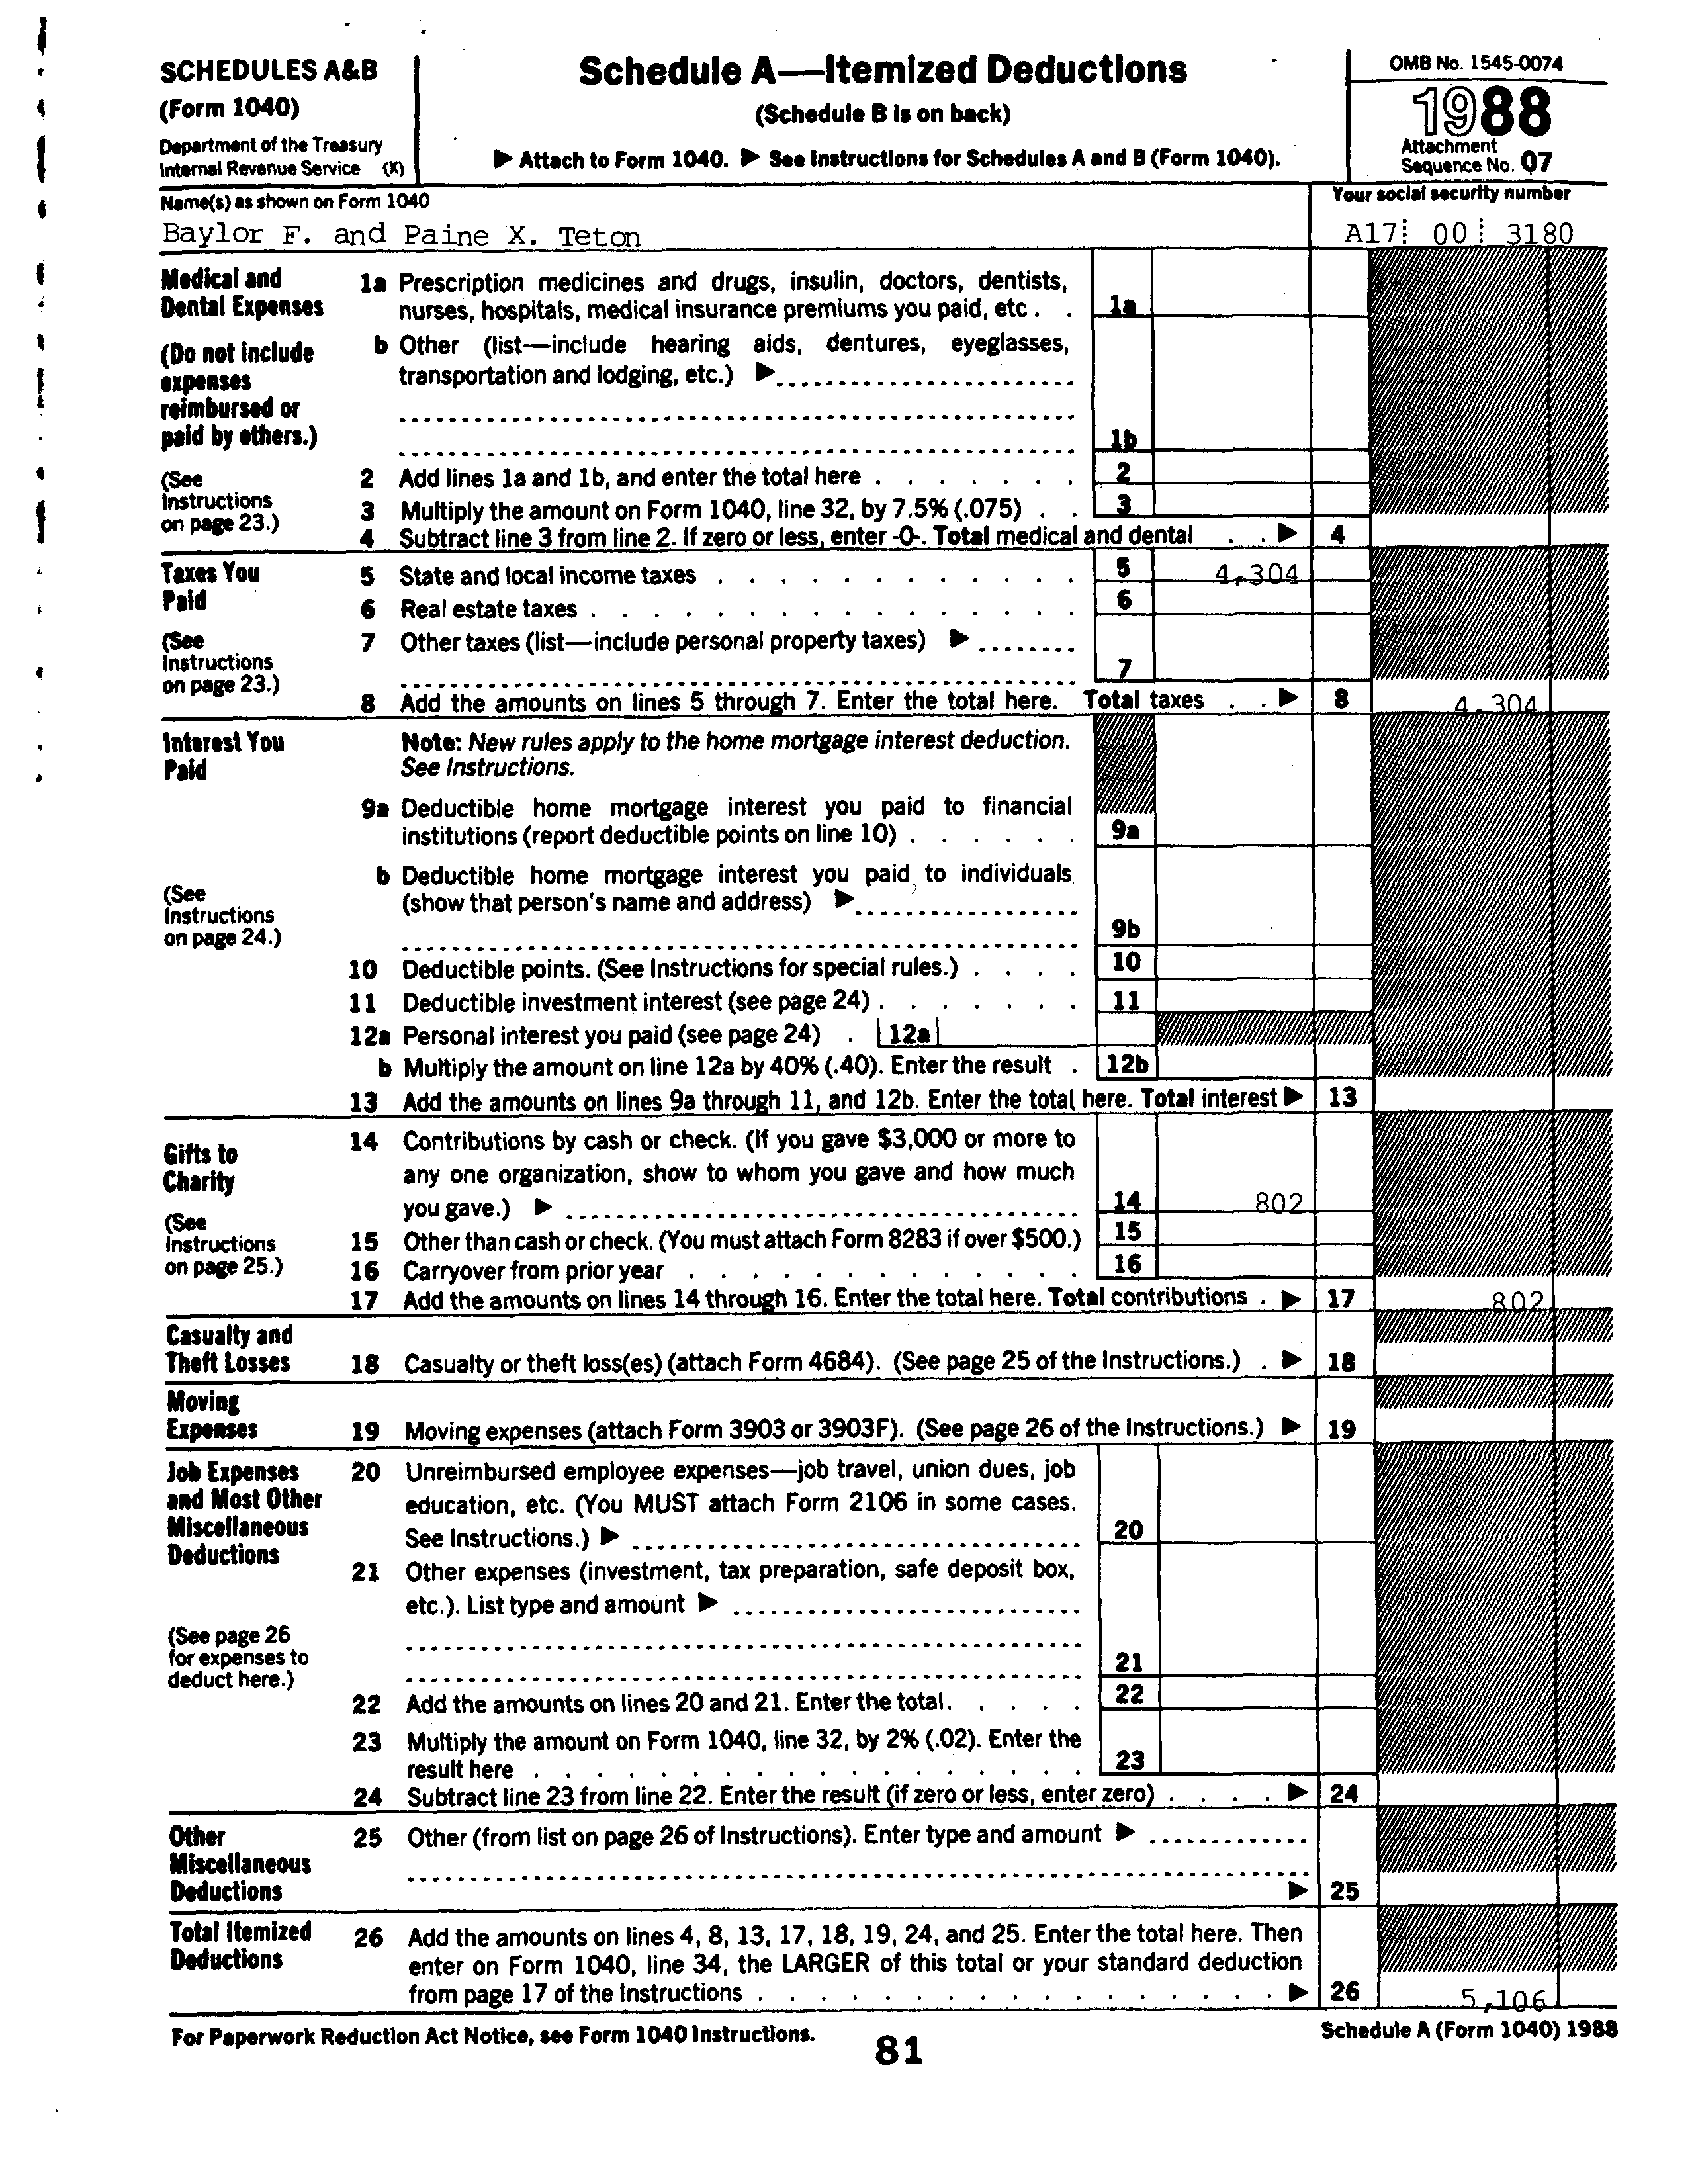 SCHEDULES A&B
(Form 1040)
Department of the Treasury
Internal Revenue Service (X)
Schedule A—Itemized Deductions
(Schedule B is on back)
▶ Attach to Form 1040. ▶ See Instructions for Schedules A and B (Form 1040).
OMB No. 1545-0074
1988
Attachment
Sequence No. 07
Name(s) as shown on Form 1040
Baylor F. and Paine X. Teton
Your social security number
A17 00 3180
Medical and
Dental Expenses
(Do not include
expenses
reimbursed or
paid by others.)
(See
Instructions
on page 23.)
1a Prescription medicines and drugs, insulin, doctors, dentists,
nurses, hospitals, medical insurance premiums you paid, etc . . 1a
b Other (list—include hearing aids, dentures, eyeglasses,
transportation and lodging, etc.) ▶
1b
2 Add lines 1a and 1b, and enter the total here . . . . . . . 2
3 Multiply the amount on Form 1040, line 32, by 7.5% (.075) . . 3
4 Subtract line 3 from line 2. If zero or less, enter -0-. Total medical and dental . . ▶ 4
Taxes You
Paid
(See
Instructions
on page 23.)
5 State and local income taxes . . . . . . . . . . . . 5 4,304
6 Real estate taxes . . . . . . . . . . . . . . . . 6
7 Other taxes (list—include personal property taxes) ▶
7
8 Add the amounts on lines 5 through 7. Enter the total here. Total taxes . . ▶ 8 4,304
Interest You
Paid
(See
Instructions
on page 24.)
Note: New rules apply to the home mortgage interest deduction.
See Instructions.
9a Deductible home mortgage interest you paid to financial
institutions (report deductible points on line 10) . . . . . . 9a
b Deductible home mortgage interest you paid to individuals
(show that person's name and address) ▶
9b
10 Deductible points. (See Instructions for special rules.) . . . . 10
11 Deductible investment interest (see page 24) . . . . . . . 11
12a Personal interest you paid (see page 24) . 12a
b Multiply the amount on line 12a by 40% (.40). Enter the result . 12b
13 Add the amounts on lines 9a through 11, and 12b. Enter the total here. Total interest ▶ 13
Gifts to
Charity
(See
Instructions
on page 25.)
14 Contributions by cash or check. (If you gave $3,000 or more to
any one organization, show to whom you gave and how much
you gave.) ▶ 14 802
15 Other than cash or check. (You must attach Form 8283 if over $500.) 15
16 Carryover from prior year . . . . . . . . . . . . . 16
17 Add the amounts on lines 14 through 16. Enter the total here. Total contributions . ▶ 17 802
Casualty and
Theft Losses
18 Casualty or theft loss(es) (attach Form 4684). (See page 25 of the Instructions.) . ▶ 18
Moving
Expenses
19 Moving expenses (attach Form 3903 or 3903F). (See page 26 of the Instructions.) ▶ 19
Job Expenses
and Most Other
Miscellaneous
Deductions
(See page 26
for expenses to
deduct here.)
20 Unreimbursed employee expenses—job travel, union dues, job
education, etc. (You MUST attach Form 2106 in some cases.
See Instructions.) ▶ 20
21 Other expenses (investment, tax preparation, safe deposit box,
etc.). List type and amount ▶
21
22 Add the amounts on lines 20 and 21. Enter the total. . . . . 22
23 Multiply the amount on Form 1040, line 32, by 2% (.02). Enter the
result here . . . . . . . . . . . . . . . . . . 23
24 Subtract line 23 from line 22. Enter the result (if zero or less, enter zero) . . . . ▶ 24
Other
Miscellaneous
Deductions
25 Other (from list on page 26 of Instructions). Enter type and amount ▶
▶ 25
Total Itemized
Deductions
26 Add the amounts on lines 4, 8, 13, 17, 18, 19, 24, and 25. Enter the total here. Then
enter on Form 1040, line 34, the LARGER of this total or your standard deduction
from page 17 of the Instructions . . . . . . . . . . . . . . . . . ▶ 26 5,106
For Paperwork Reduction Act Notice, see Form 1040 Instructions.
81
Schedule A (Form 1040) 1988